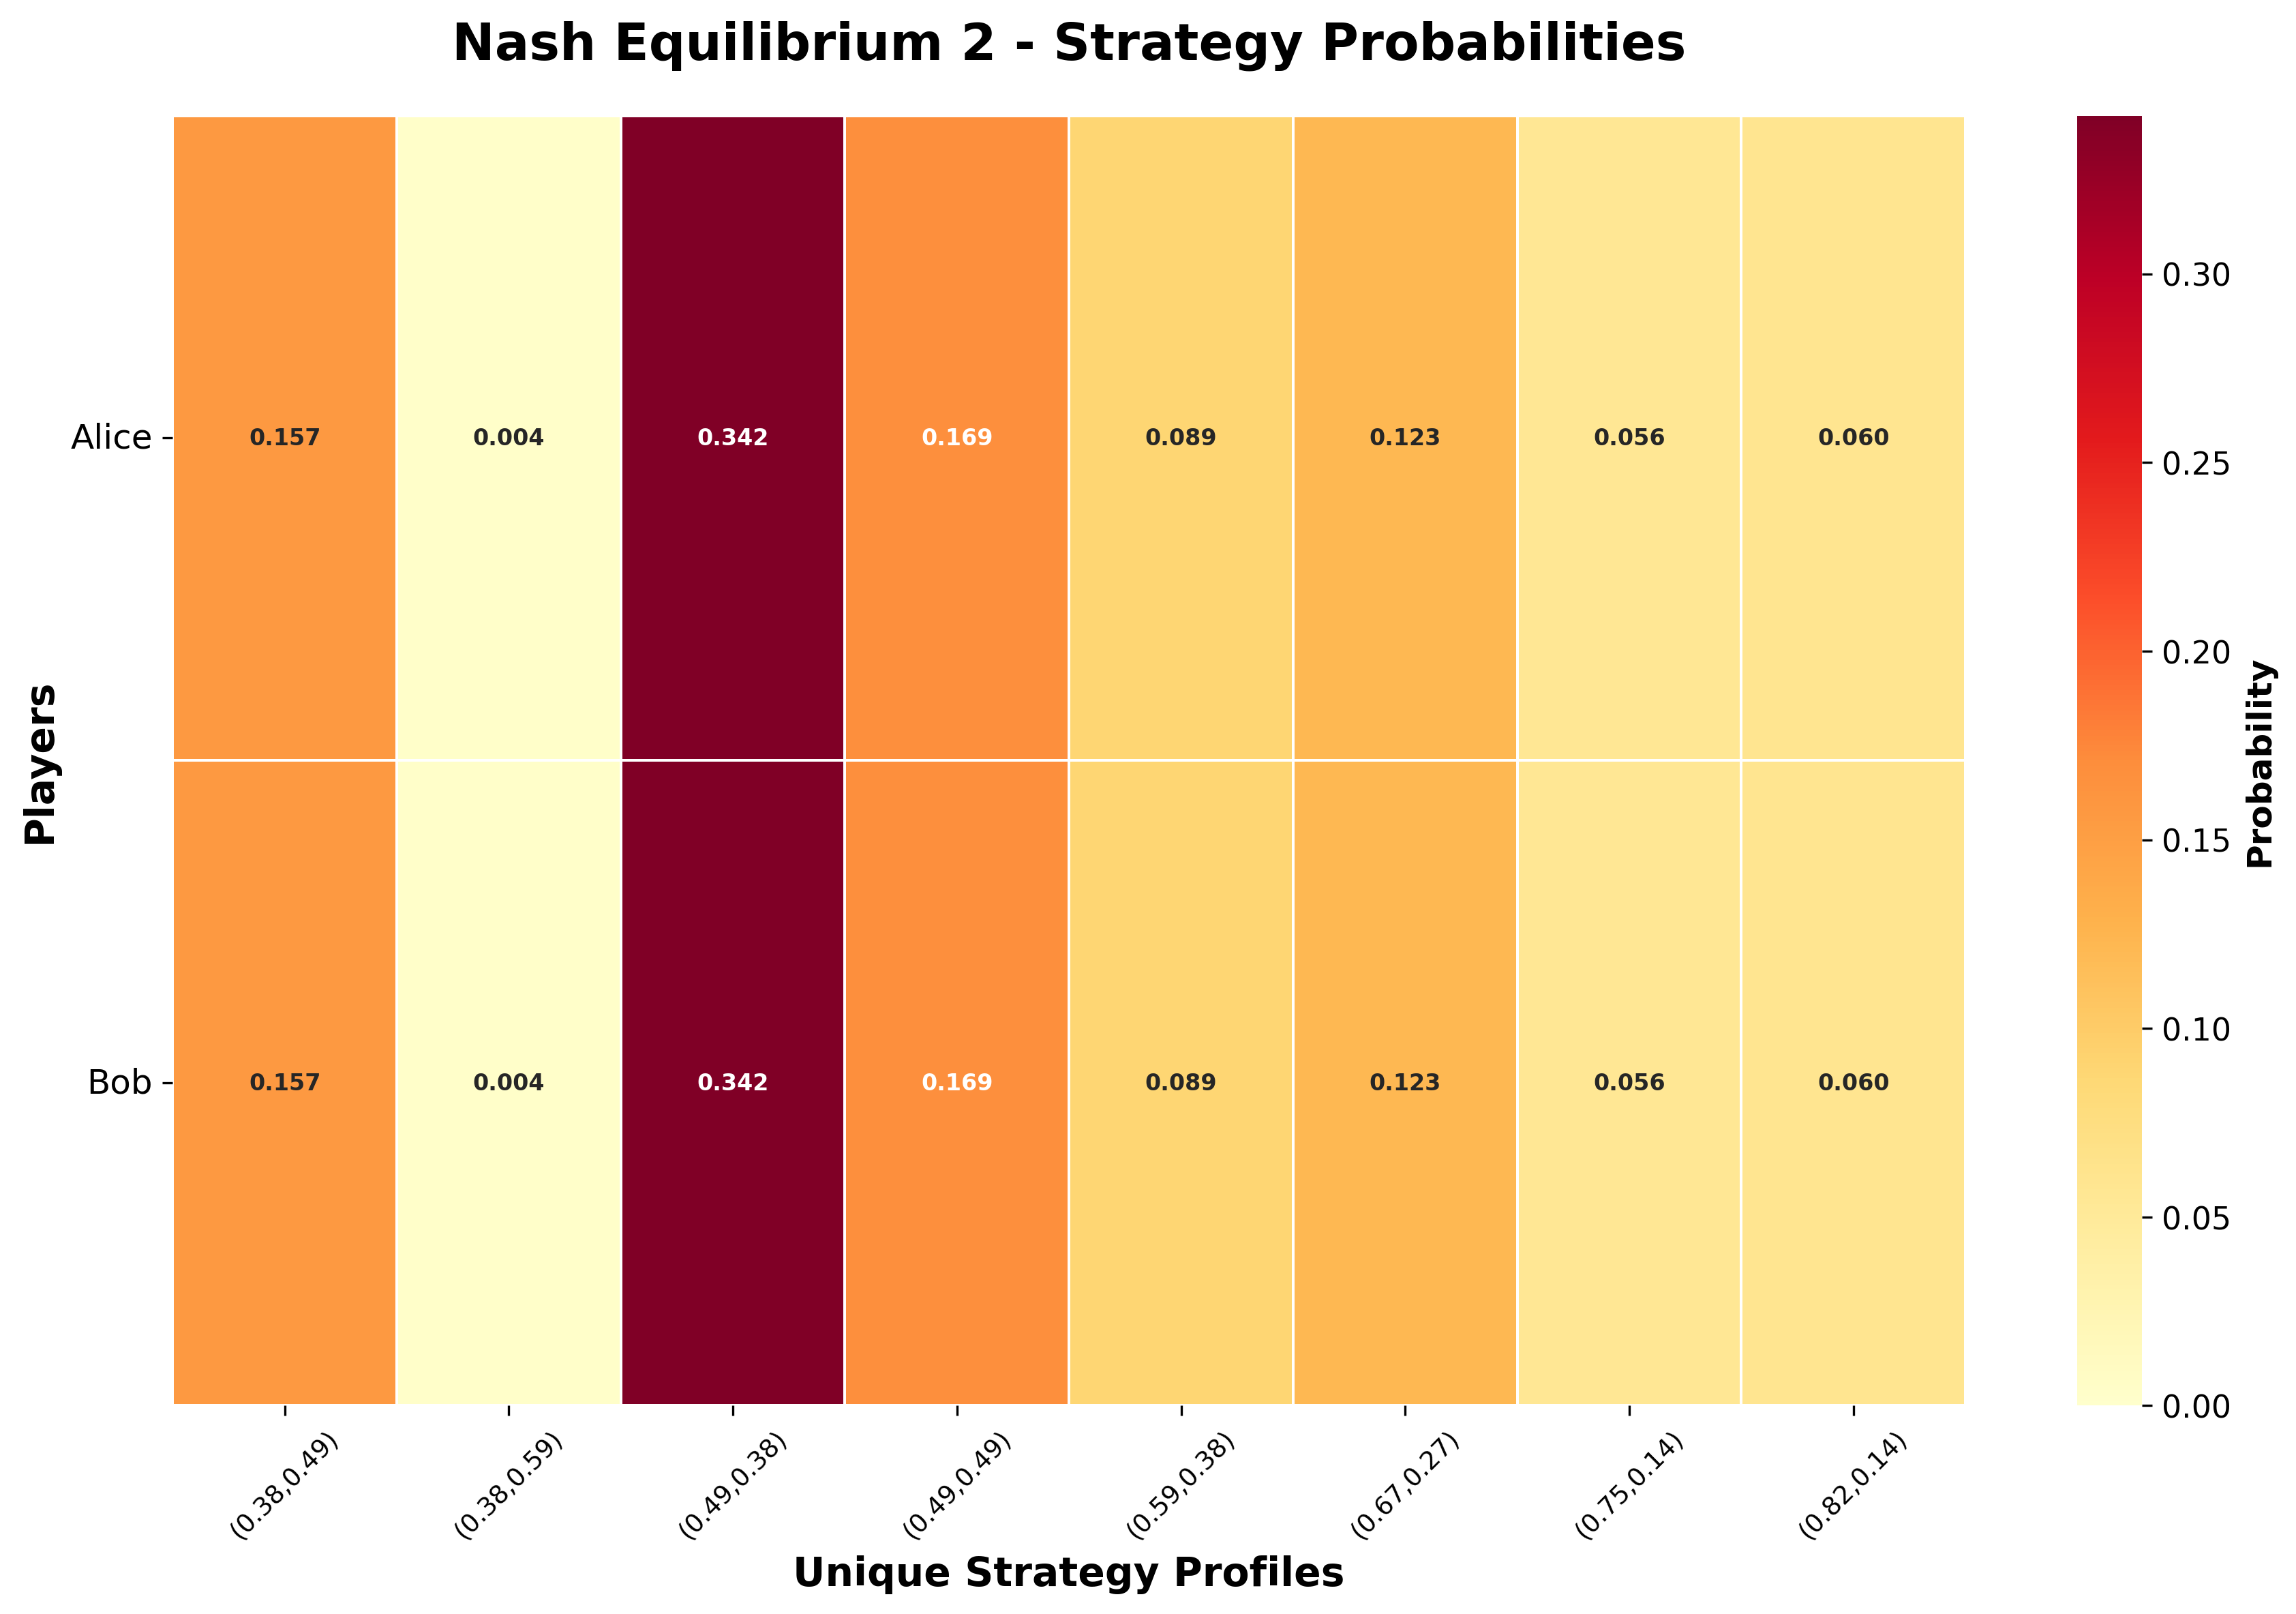 Nash Equilibrium 2 - Strategy Probabilities
Players
Alice
0.157 0.004 0.342 0.169 0.089 0.123 0.056 0.060
Bob
0.157 0.004 0.342 0.169 0.089 0.123 0.056 0.060
(0.38,0.49) (0.38,0.59) (0.49,0.38) (0.49,0.49) (0.59,0.38) (0.67,0.27) (0.75,0.14) (0.82,0.14)
Unique Strategy Profiles
0.30
0.25
0.20
0.15
0.10
0.05
0.00
Probability